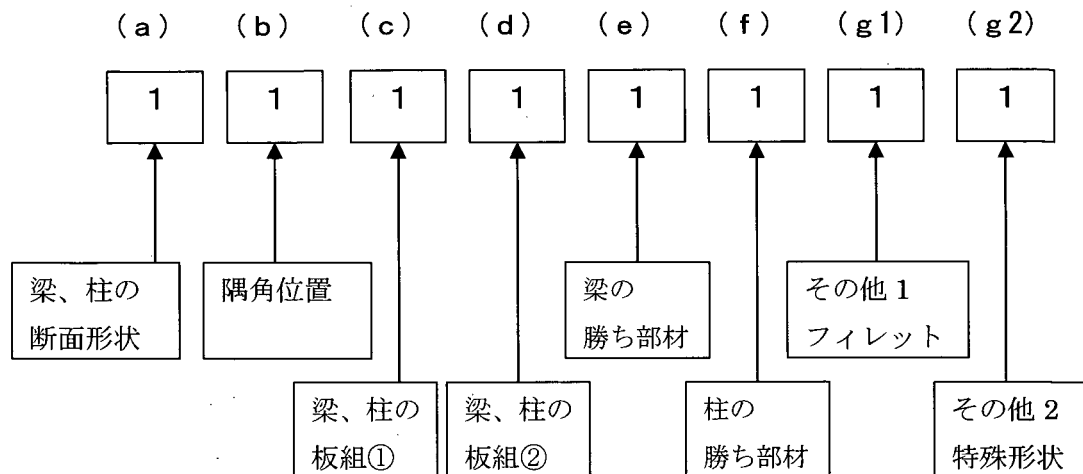 (a) (b) (c) (d) (e) (f) (g1) (g2)
1 1 1 1 1 1 1 1
梁、柱の
断面形状
隅角位置
梁の
勝ち部材
その他1
フィレット
梁、柱の
板組①
梁、柱の
板組②
柱の
勝ち部材
その他2
特殊形状